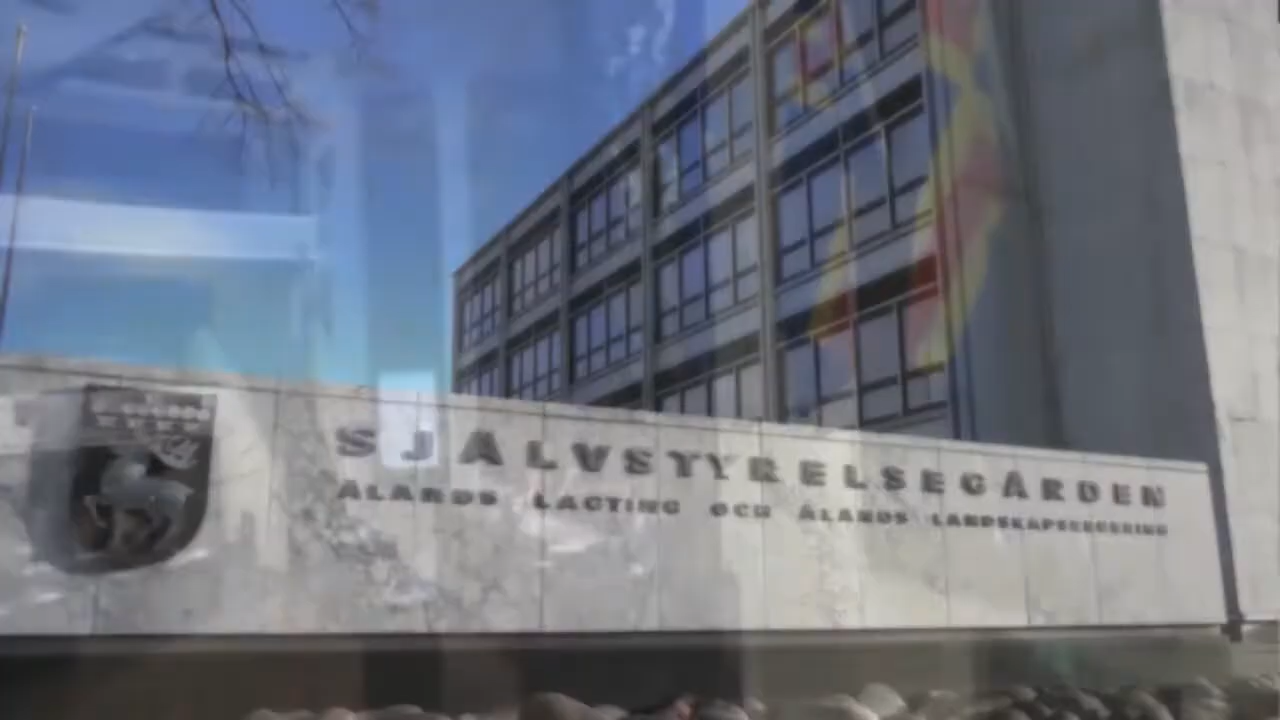 SJÄLVSTYRELSEGÅRDEN
ÅLANDS LAGTING OCH ÅLANDS LANDSKAPSREGERING